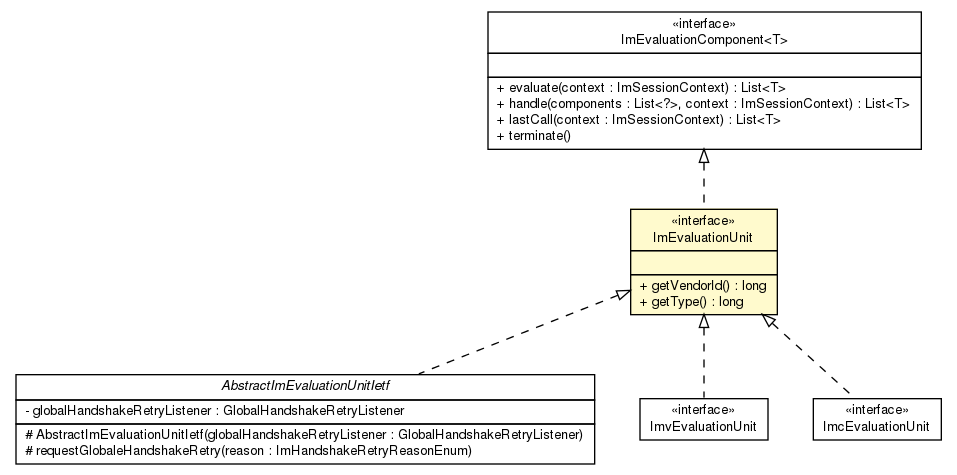 «interface»
ImEvaluationComponent<T>
+ evaluate(context : ImSessionContext) : List<T>
+ handle(components : List<?>, context : ImSessionContext) : List<T>
+ lastCall(context : ImSessionContext) : List<T>
+ terminate()
«interface»
ImEvaluationUnit
+ getVendorId() : long
+ getType() : long
AbstractImEvaluationUnitIetf
- globalHandshakeRetryListener : GlobalHandshakeRetryListener
# AbstractImEvaluationUnitIetf(globalHandshakeRetryListener : GlobalHandshakeRetryListener)
# requestGlobaleHandshakeRetry(reason : ImHandshakeRetryReasonEnum)
«interface»
ImvEvaluationUnit
«interface»
ImcEvaluationUnit